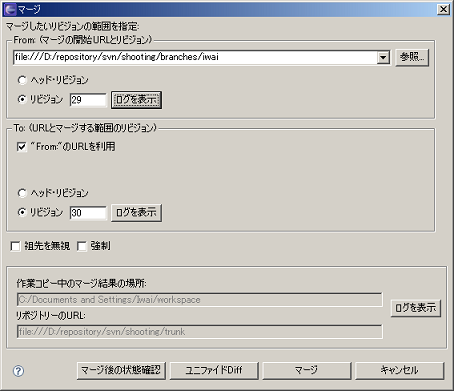 マージ
マージしたいリビジョンの範囲を指定:
From: (マージの開始URLとリビジョン)
file:///D:/repository/svn/shooting/branches/iwai
参照...
ヘッド・リビジョン
リビジョン 29 ログを表示
To: (URLとマージする範囲のリビジョン)
"From:"のURLを利用
ヘッド・リビジョン
リビジョン 30 ログを表示
祖先を無視 強制
作業コピー中のマージ結果の場所:
C:/Documents and Settings/Iwai/workspace
ログを表示
リポジトリーのURL:
file:///D:/repository/svn/shooting/trunk
? マージ後の状態確認 ユニファイドDiff マージ キャンセル